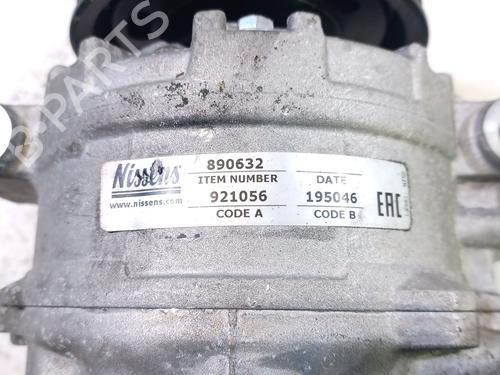 Nissens
www.nissens.com
890632
ITEM NUMBER DATE
921056 195046
CODE A CODE B
EAC
B-PARTS